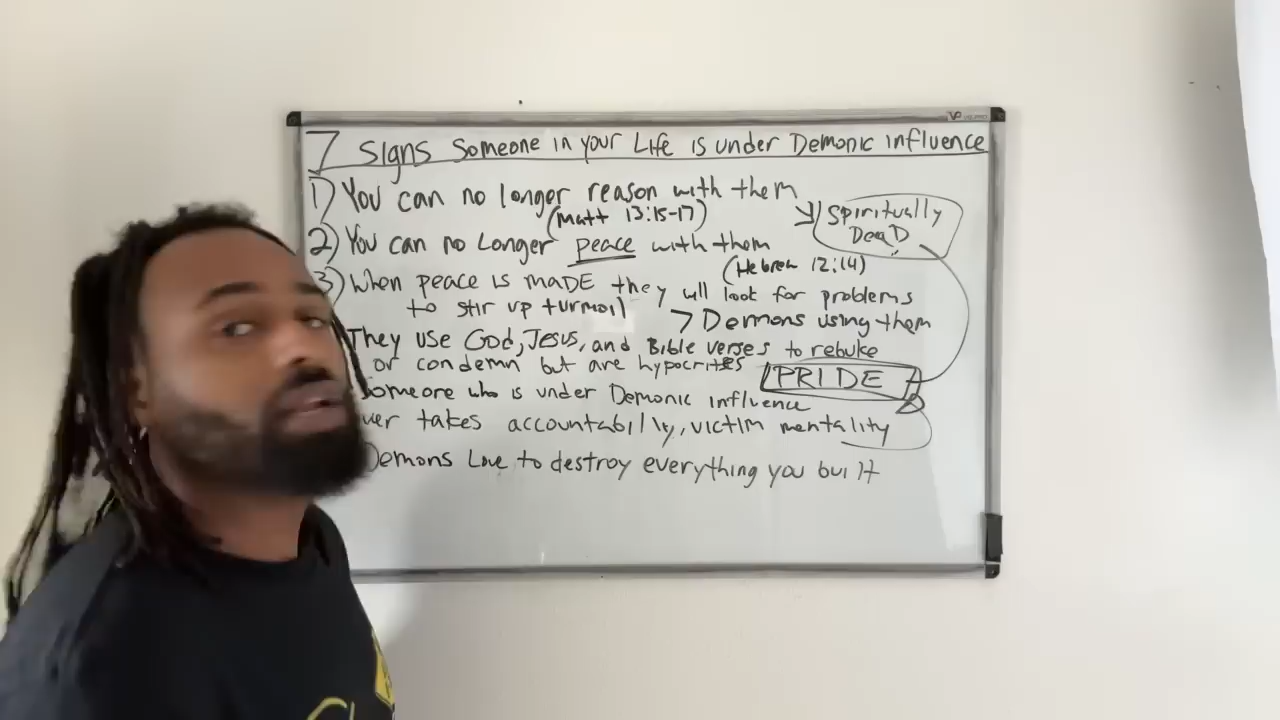 7 Signs Someone in your Life is under Demonic influence
1) You can no longer reason with them
(Matt 13:15-17)
Spiritually
DeaD
2) You can no Longer peace with them
(Hebrew 12:14)
3) When peace is maDE they will look for problems
to stir up turmoil
Demons using them
They use God, Jesus, and Bible verses to rebuke
or condemn but are hypocrites
PRIDE
Someone who is under Demonic influence
ver takes accountability, victim mentality
Demons Love to destroy everything you built